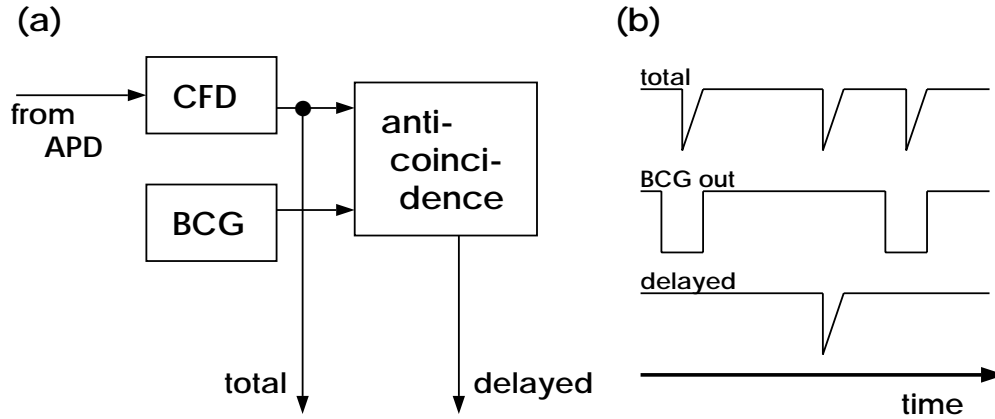 (a)
CFD
from
APD
anti-
coinci-
dence
BCG
total
delayed
(b)
total
BCG out
delayed
time